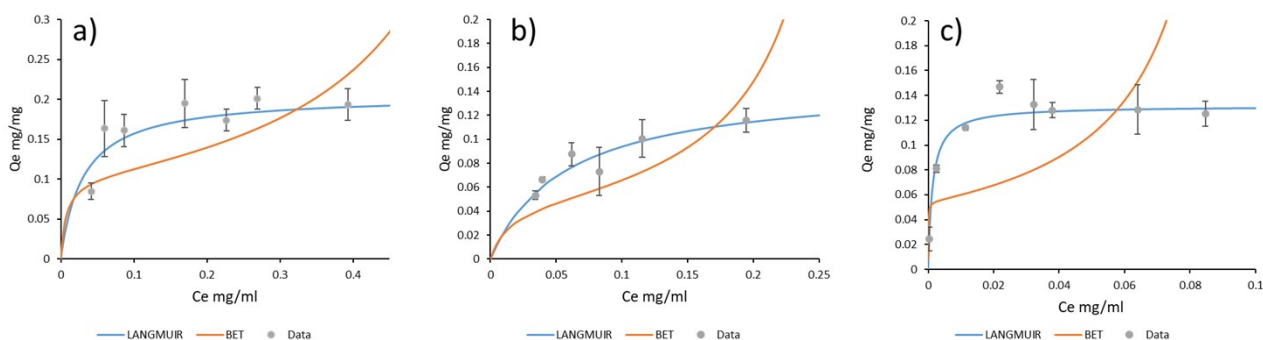 a)
0.3
0.25
0.2
0.15
0.1
0.05
0
Qe mg/mg
0 0.1 0.2 0.3 0.4
Ce mg/ml
LANGMUIR BET Data
b)
0.2
0.18
0.16
0.14
0.12
0.1
0.08
0.06
0.04
0.02
0
Qe mg/mg
0 0.05 0.1 0.15 0.2 0.25
Ce mg/ml
LANGMUIR BET Data
c)
0.2
0.18
0.16
0.14
0.12
0.1
0.08
0.06
0.04
0.02
0
Qe mg/mg
0 0.02 0.04 0.06 0.08 0.1
Ce mg/ml
LANGMUIR BET Data